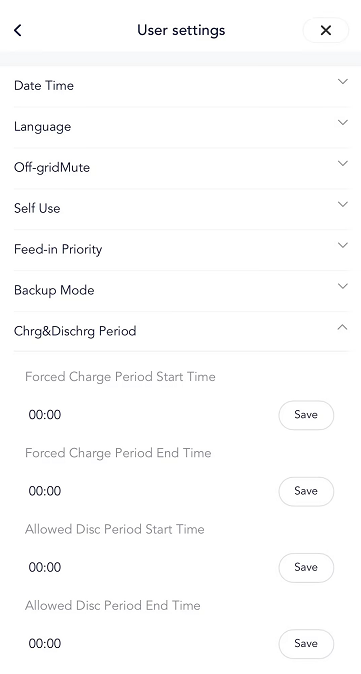 User settings
Date Time
Language
Off-gridMute
Self Use
Feed-in Priority
Backup Mode
Chrg&Dischrg Period
Forced Charge Period Start Time
00:00 Save
Forced Charge Period End Time
00:00 Save
Allowed Disc Period Start Time
00:00 Save
Allowed Disc Period End Time
00:00 Save